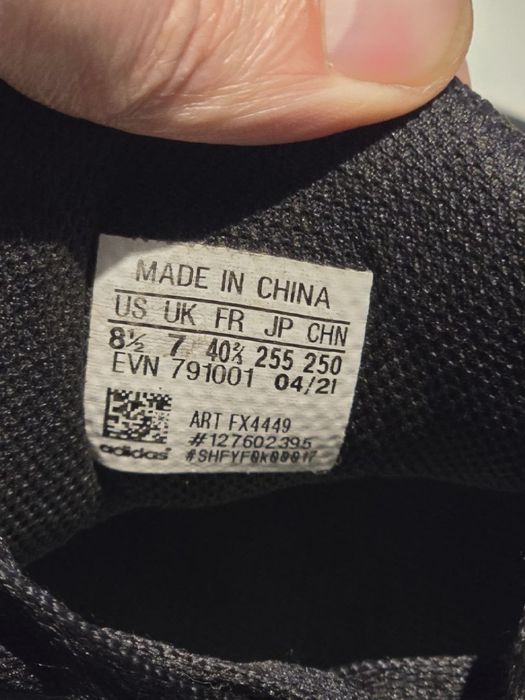 MADE IN CHINA
US UK FR JP CHN
8½ 7 40⅔ 255 250
EVN 791001 04/21
ART FX4449
#127602395
adidas